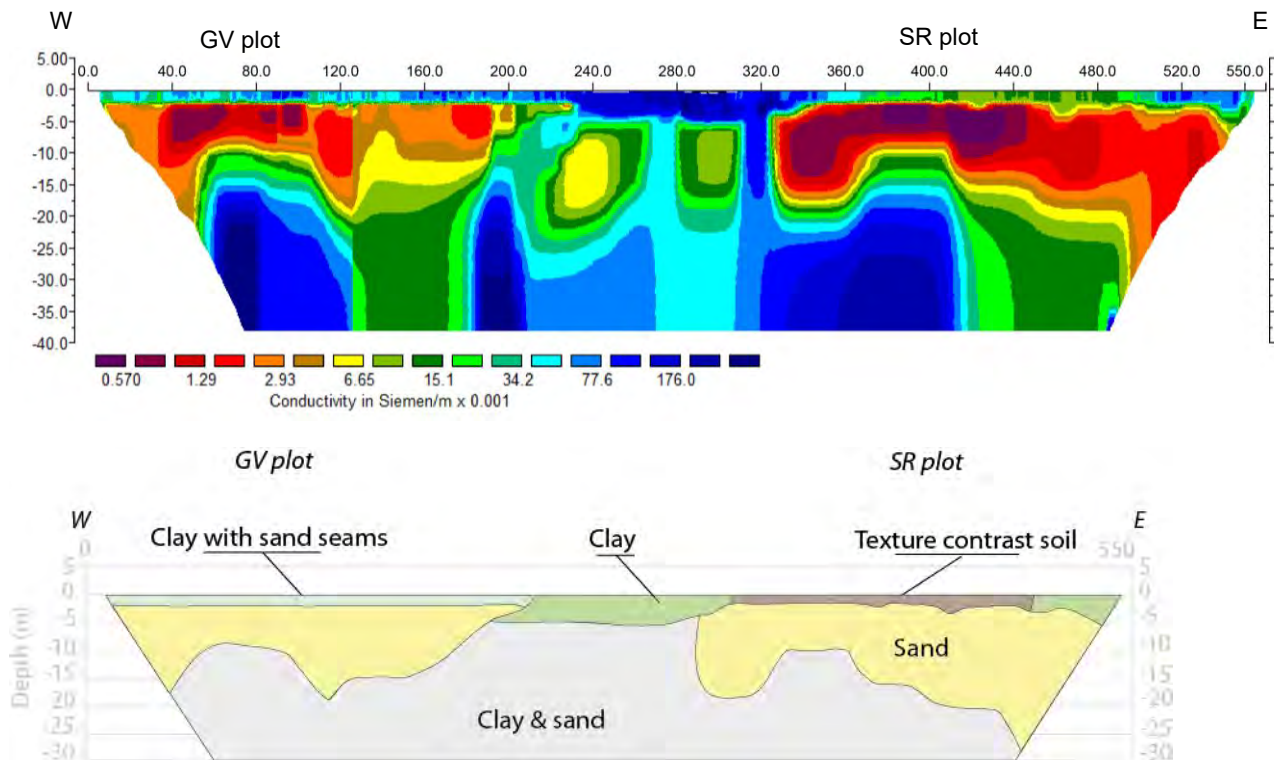 W
E
GV plot
SR plot
5.00
0.0 40.0 80.0 120.0 160.0 200.0 240.0 280.0 320.0 360.0 400.0 440.0 480.0 520.0 550.0
0.0
-5.0
-10.0
-15.0
-20.0
-25.0
-30.0
-35.0
-40.0
0.570 1.29 2.93 6.65 15.1 34.2 77.6 176.0
Conductivity in Siemen/m x 0.001
GV plot
SR plot
W
E
Clay with sand seams
Clay
Texture contrast soil
0
550
5
5
0
0
-5
-5
-10
-10
Sand
-15
-15
-20
-20
Clay & sand
-25
-25
-30
-30
Depth (m)